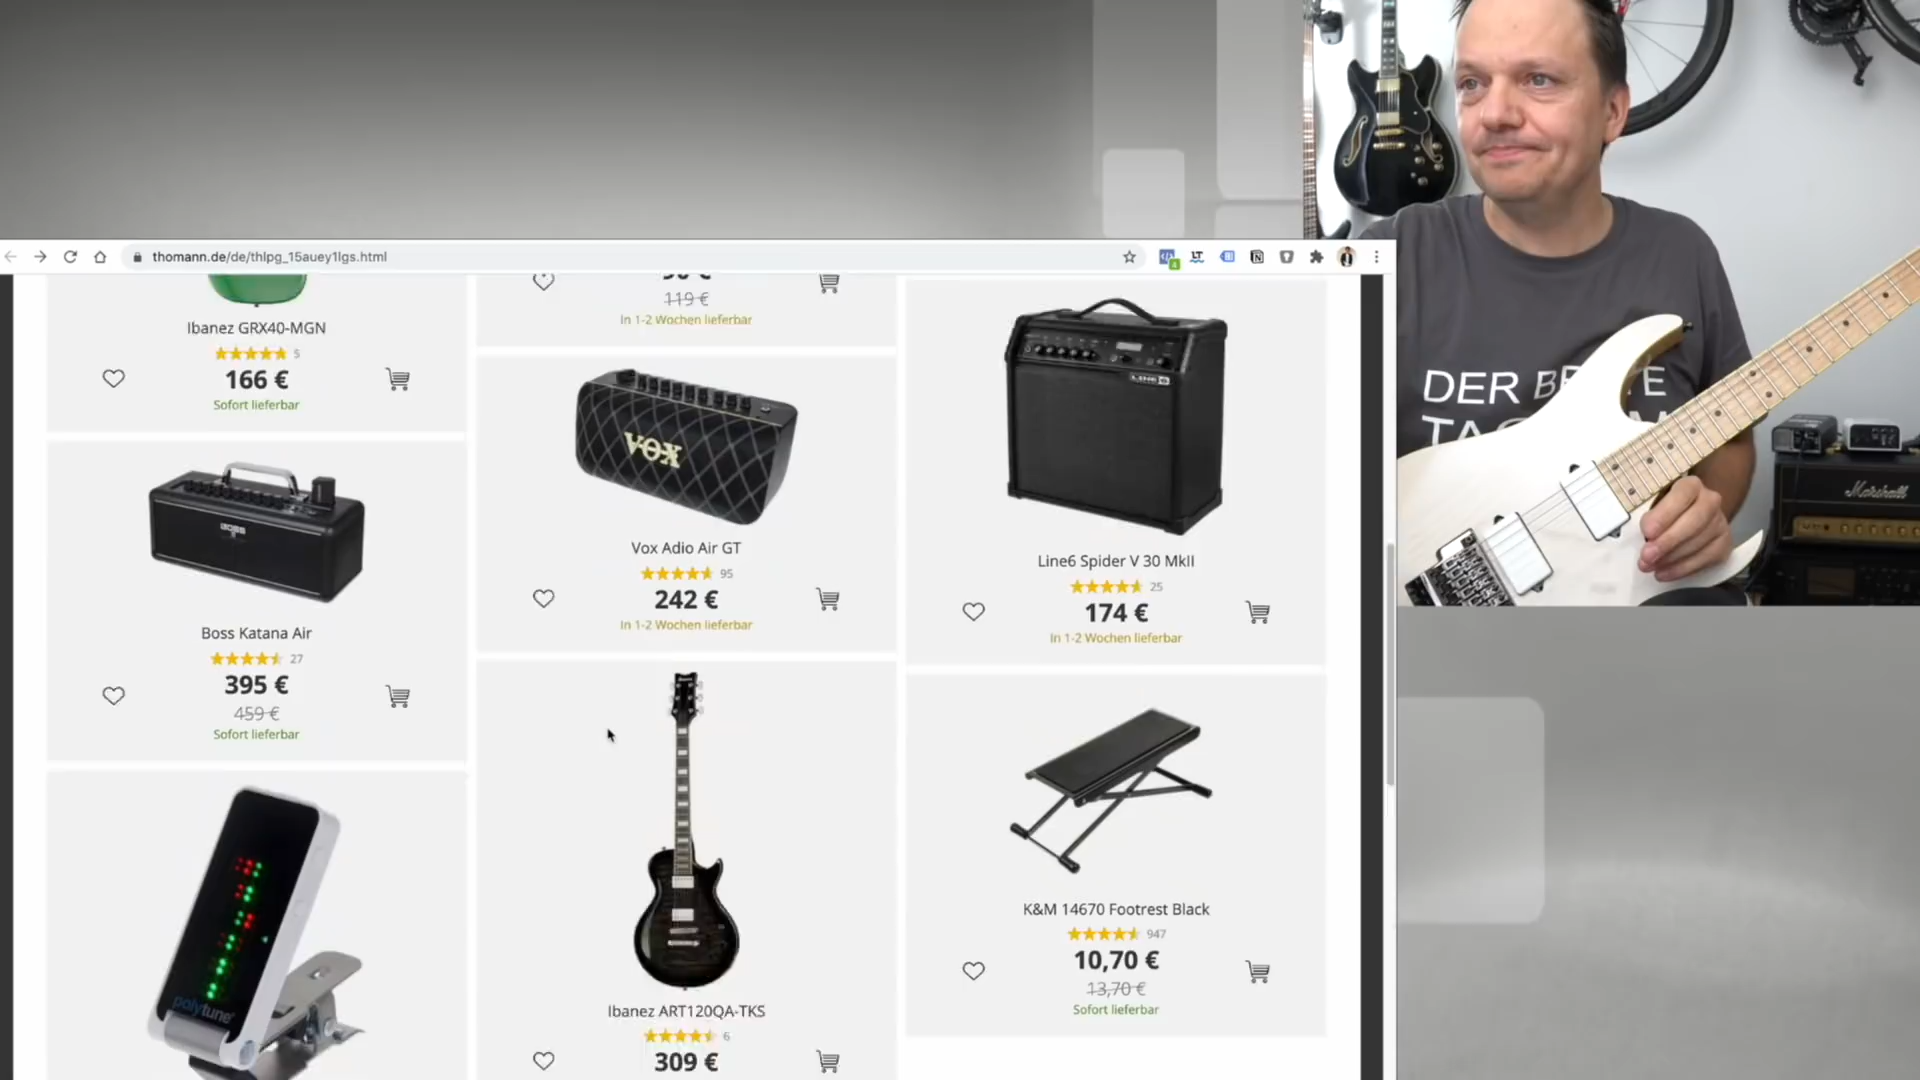 thomann.de/de/thlpg_15auey1lgs.html
LT
Ibanez GRX40-MGN
5
166 €
Sofort lieferbar
BOSS
Boss Katana Air
27
395 €
459 €
Sofort lieferbar
polytune
119 €
In 1-2 Wochen lieferbar
VOX
Vox Adio Air GT
95
242 €
In 1-2 Wochen lieferbar
Ibanez ART120QA-TKS
6
309 €
LINE 6
Line6 Spider V 30 MkII
25
174 €
In 1-2 Wochen lieferbar
K&M 14670 Footrest Black
947
10,70 €
13,70 €
Sofort lieferbar
DER
Marshall